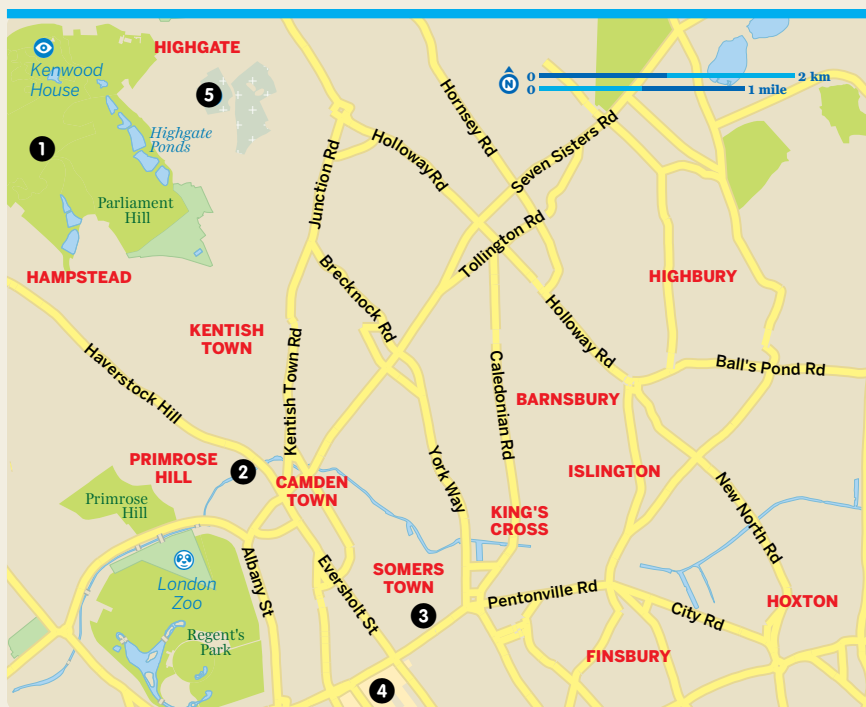 HIGHGATE
Kenwood
House
5
N
0
2 km
0
1 mile
Hornsey Rd
1
Highgate
Ponds
Junction Rd
Holloway Rd
Seven Sisters Rd
Parliament
Hill
Tollington Rd
HAMPSTEAD
Brecknock Rd
HIGHBURY
KENTISH
TOWN
Haverstock Hill
Kentish Town Rd
Caledonian Rd
Holloway Rd
Ball's Pond Rd
BARNSBURY
PRIMROSE
HILL
2
CAMDEN
TOWN
York Way
ISLINGTON
Primrose
Hill
KING'S
CROSS
New North Rd
London
Zoo
Albany St
Eversholt St
SOMERS
TOWN
3
Pentonville Rd
City Rd
HOXTON
Regent's
Park
FINSBURY
4